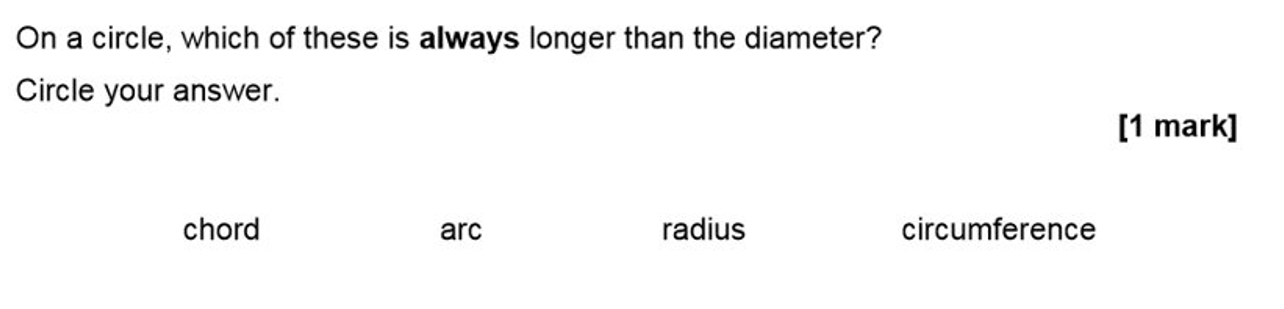 On a circle, which of these is always longer than the diameter?
Circle your answer.
[1 mark]
chord arc radius circumference